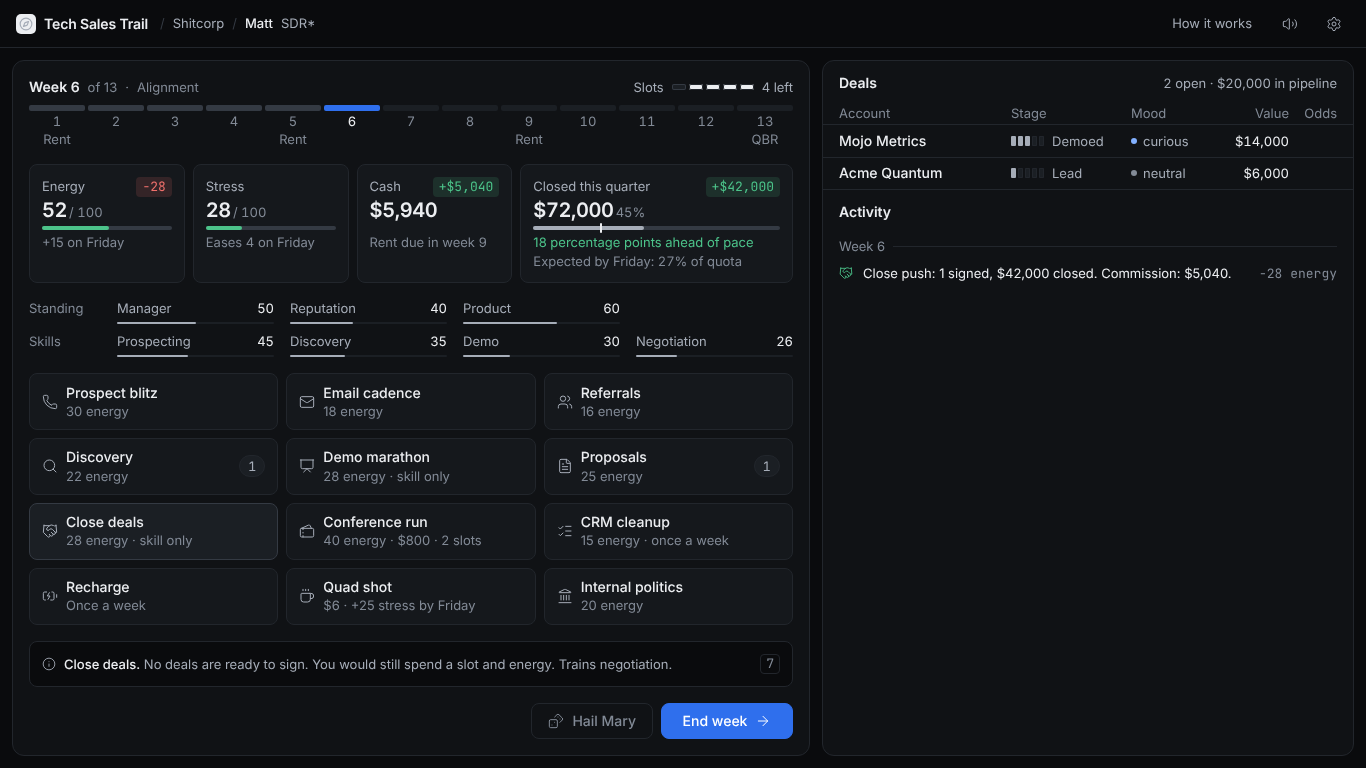 Tech Sales Trail / Shitcorp / Matt SDR*
How it works
Week 6 of 13 · Alignment
Slots 4 left
1 2 3 4 5 6 7 8 9 10 11 12 13
Rent Rent Rent QBR
Energy -28
52 / 100
+15 on Friday
Stress
28 / 100
Eases 4 on Friday
Cash +$5,040
$5,940
Rent due in week 9
Closed this quarter +$42,000
$72,000 45%
18 percentage points ahead of pace
Expected by Friday: 27% of quota
Standing Manager 50 Reputation 40 Product 60
Skills Prospecting 45 Discovery 35 Demo 30 Negotiation 26
Prospect blitz
30 energy
Email cadence
18 energy
Referrals
16 energy
Discovery
22 energy
1
Demo marathon
28 energy · skill only
Proposals
25 energy
1
Close deals
28 energy · skill only
Conference run
40 energy · $800 · 2 slots
CRM cleanup
15 energy · once a week
Recharge
Once a week
Quad shot
$6 · +25 stress by Friday
Internal politics
20 energy
Close deals. No deals are ready to sign. You would still spend a slot and energy. Trains negotiation. 7
Hail Mary
End week
Deals 2 open · $20,000 in pipeline
Account Stage Mood Value Odds
Mojo Metrics Demoed curious $14,000
Acme Quantum Lead neutral $6,000
Activity
Week 6
Close push: 1 signed, $42,000 closed. Commission: $5,040. -28 energy